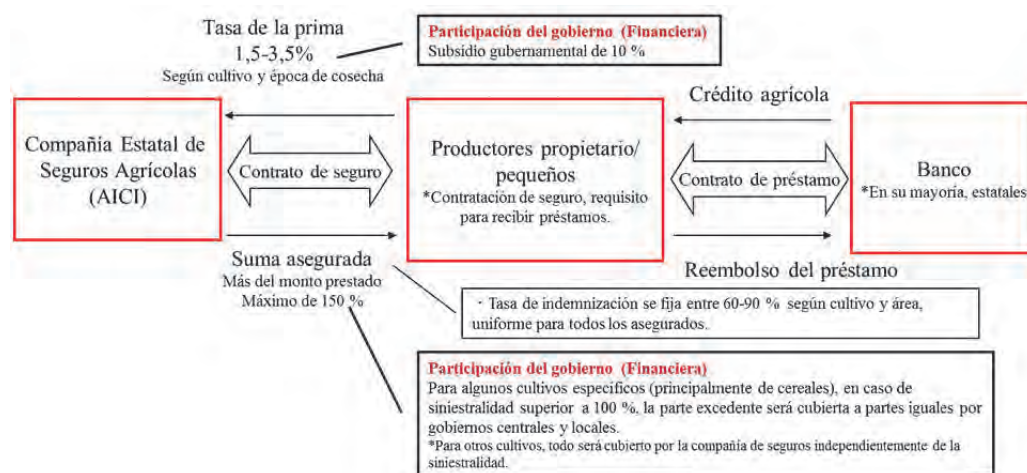 Tasa de la prima
1,5-3,5%
Según cultivo y época de cosecha
Participación del gobierno (Financiera)
Subsidio gubernamental de 10 %
Compañía Estatal de
Seguros Agrícolas
(AICI)
Contrato de seguro
Productores propietario/
pequeños
*Contratación de seguro, requisito
para recibir préstamos.
Crédito agrícola
Contrato de préstamo
Banco
*En su mayoría, estatales
Suma asegurada
Más del monto prestado
Máximo de 150 %
Reembolso del préstamo
・Tasa de indemnización se fija entre 60-90 % según cultivo y área,
uniforme para todos los asegurados.
Participación del gobierno (Financiera)
Para algunos cultivos especificos (principalmente de cereales), en caso de
siniestralidad superior a 100 %, la parte excedente será cubierta a partes iguales por
gobiernos centrales y locales.
*Para otros cultivos, todo será cubierto por la compañía de seguros independientemente de la
siniestralidad.